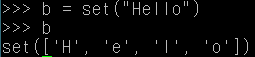 >>> b = set("Hello")
>>> b
set(['H', 'e', 'l', 'o'])